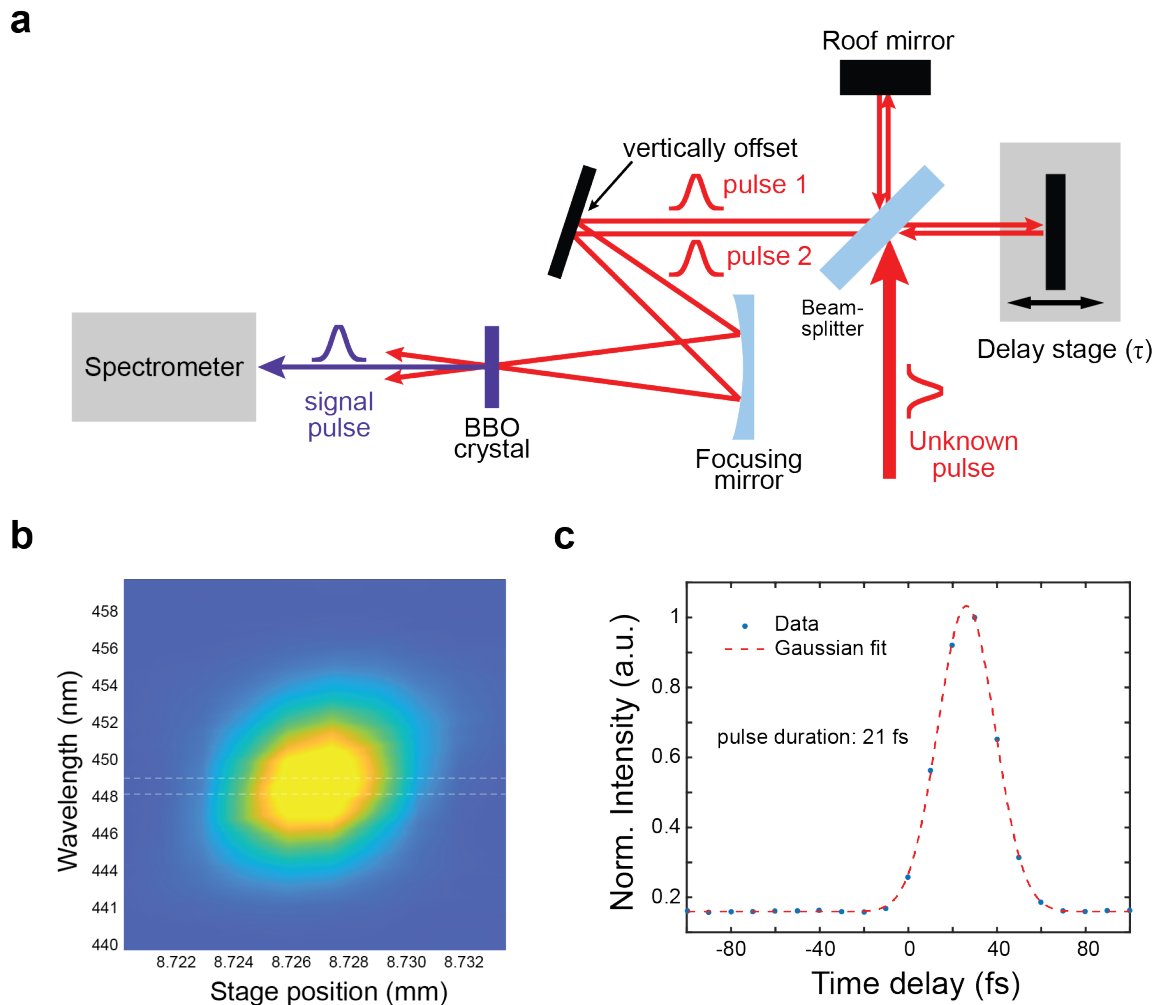 a
Roof mirror
vertically offset
pulse 1
pulse 2
Beam-
splitter
Delay stage (τ)
Spectrometer
signal
pulse
BBO
crystal
Focusing
mirror
Unknown
pulse
b
Wavelength (nm)
458
456
454
452
450
448
446
444
441
440
8.722 8.724 8.726 8.728 8.730 8.732
Stage position (mm)
c
Norm. Intensity (a.u.)
1
0.8
0.6
0.4
0.2
Data
Gaussian fit
pulse duration: 21 fs
-80 -40 0 40 80
Time delay (fs)